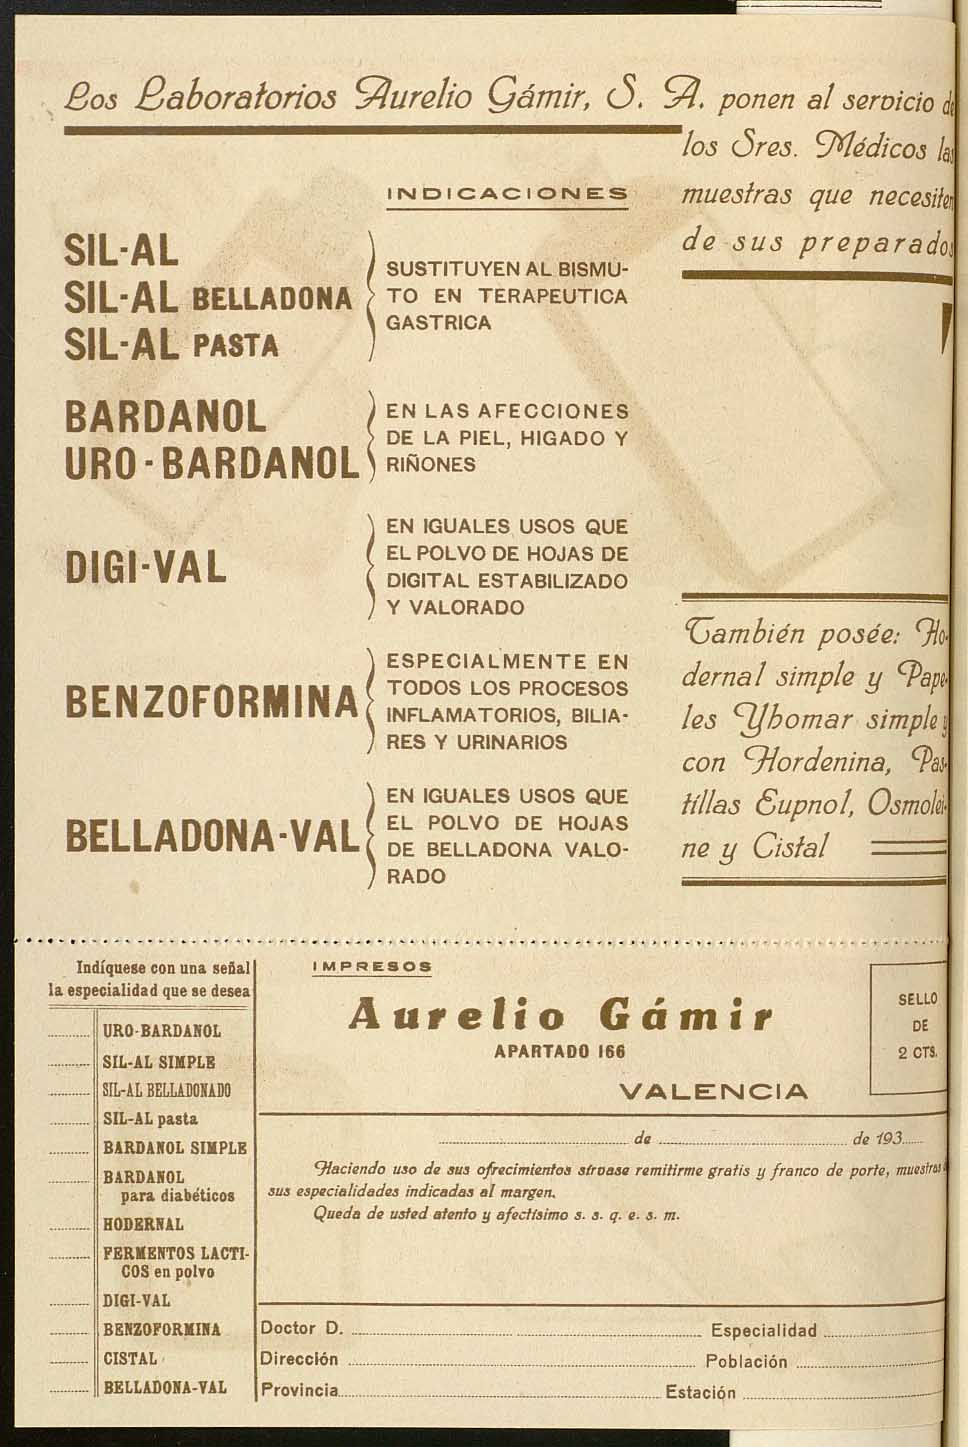 Los Laboratorios Aurelio Gámir, S. A. ponen al servicio de
los Sres. Médicos las
muestras que necesiten
de sus preparados
INDICACIONES
SIL-AL
SIL-AL BELLADONA
SIL-AL PASTA
SUSTITUYEN AL BISMU-
TO EN TERAPEUTICA
GASTRICA
BARDANOL
URO-BARDANOL
EN LAS AFECCIONES
DE LA PIEL, HIGADO Y
RIÑONES
DIGI-VAL
EN IGUALES USOS QUE
EL POLVO DE HOJAS DE
DIGITAL ESTABILIZADO
Y VALORADO
BENZOFORMINA
ESPECIALMENTE EN
TODOS LOS PROCESOS
INFLAMATORIOS, BILIA-
RES Y URINARIOS
BELLADONA-VAL
EN IGUALES USOS QUE
EL POLVO DE HOJAS
DE BELLADONA VALO-
RADO
También posée: Ho-
dernal simple y Pape-
les Yhomar simple y
con Hordenina, Pas-
tillas Eupnol, Osmolei-
ne y Cistal
Indíquese con una señal
la especialidad que se desea
URO-BARDANOL
SIL-AL SIMPLE
SIL-AL BELLADONADO
SIL-AL pasta
BARDANOL SIMPLE
BARDANOL
para diabéticos
HODERNAL
FERMENTOS LACTI-
COS en polvo
DIGI-VAL
BENZOFORMINA
CISTAL
BELLADONA-VAL
IMPRESOS
Aurelio Gámir
APARTADO 166
VALENCIA
SELLO
DE
2 CTS.
de de 193
Haciendo uso de sus ofrecimientos sírvase remitirme gratis y franco de porte, muestras
sus especialidades indicadas al margen.
Queda de usted atento y afectísimo s. s. q. e. s. m.
Doctor D. Especialidad
Dirección Población
Provincia Estación